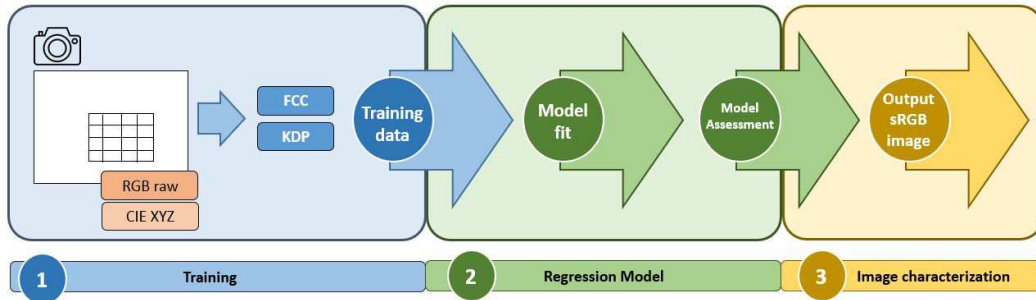 RGB raw
CIE XYZ
FCC
KDP
Training
data
Model
fit
Model
Assessment
Output
sRGB
image
1
Training
2
Regression Model
3
Image characterization